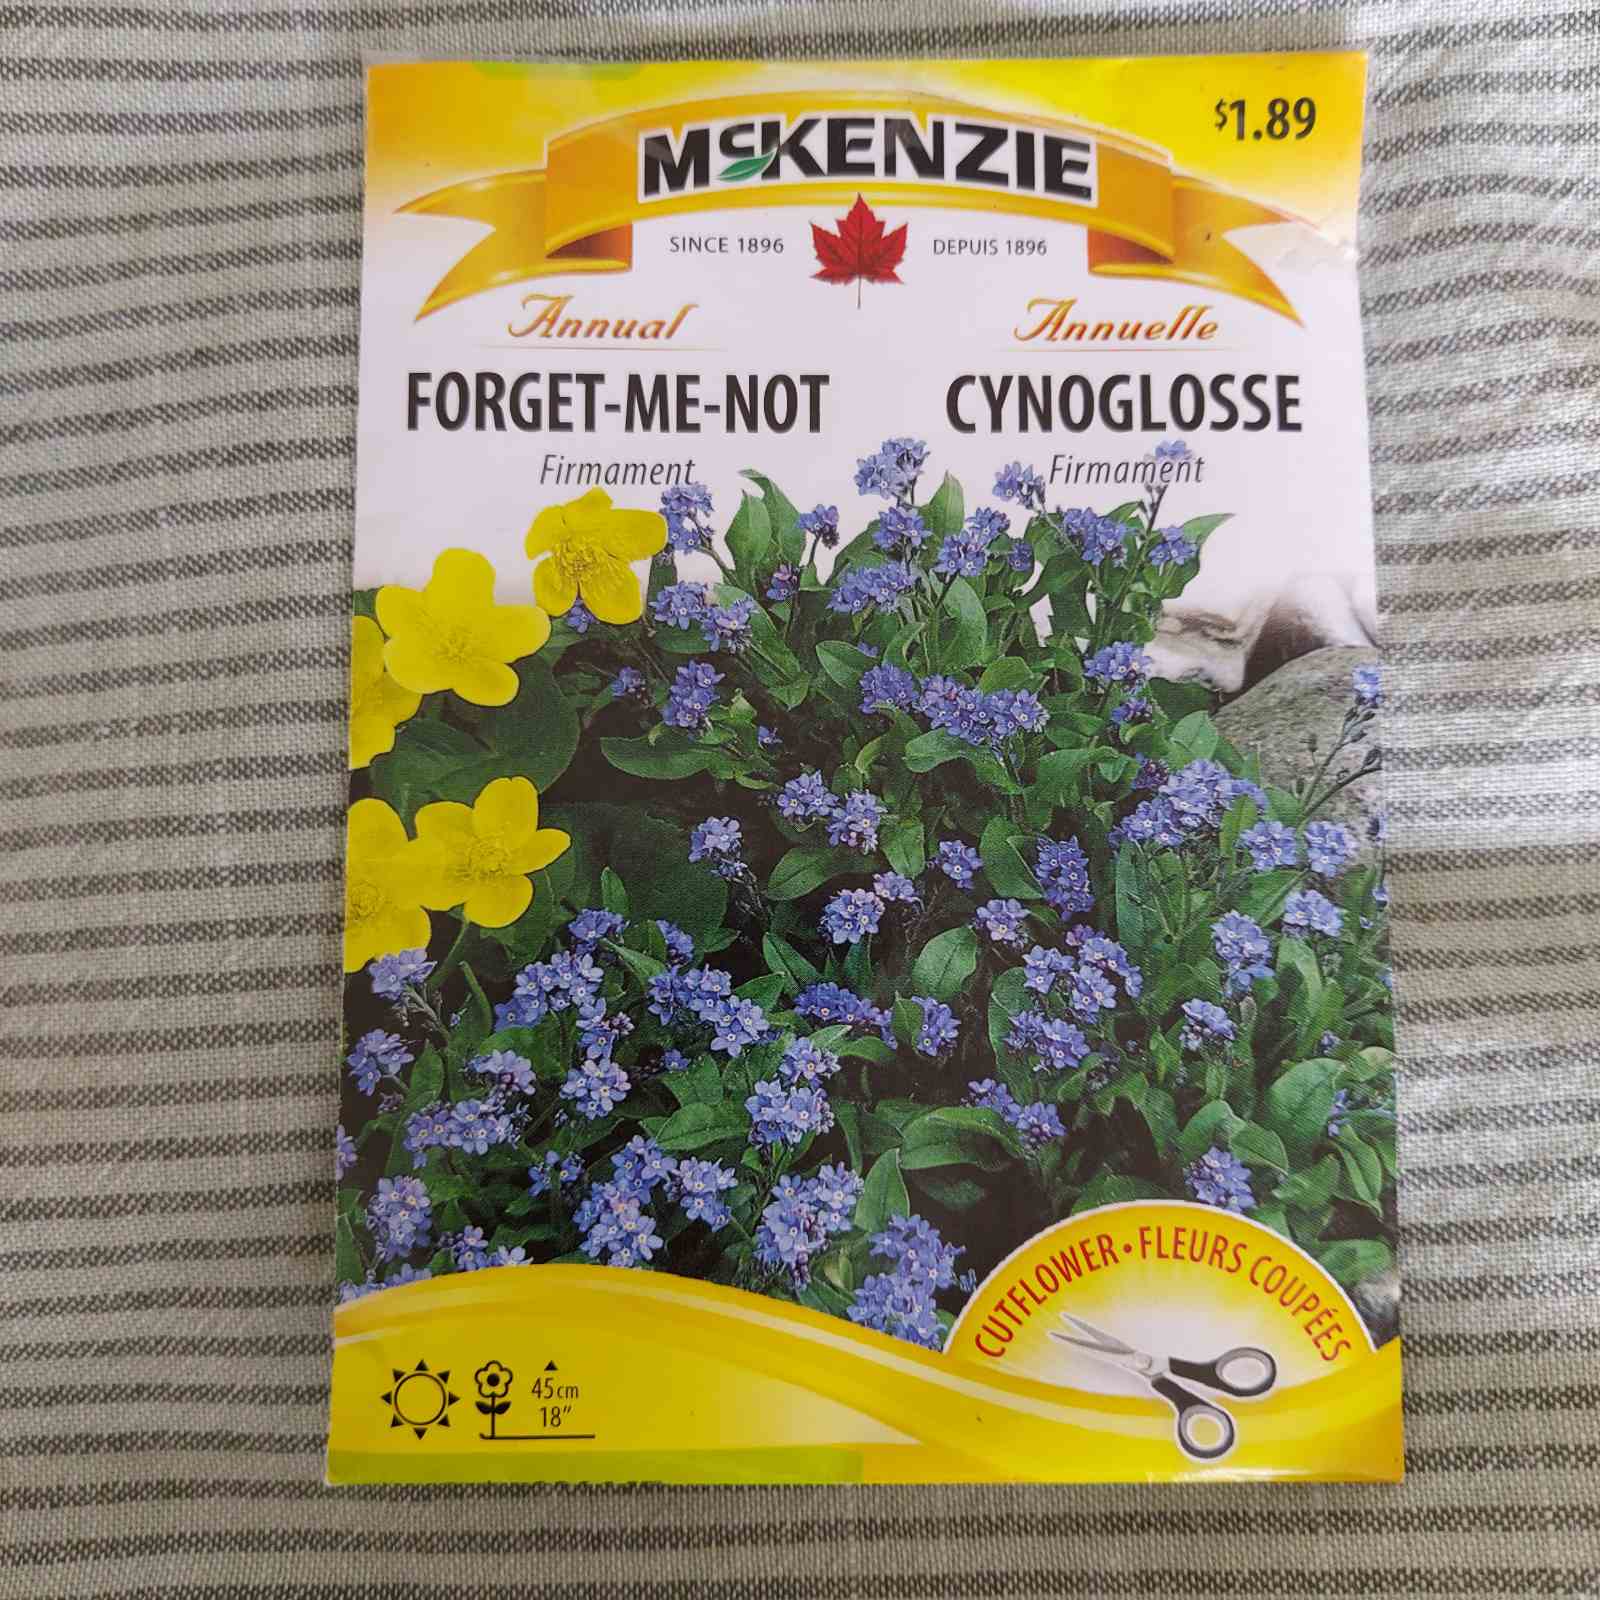 $1.89
McKENZIE
SINCE 1896 DEPUIS 1896
Annual Annuelle
FORGET-ME-NOT CYNOGLOSSE
Firmament Firmament
CUTFLOWER • FLEURS COUPÉES
45cm
18"